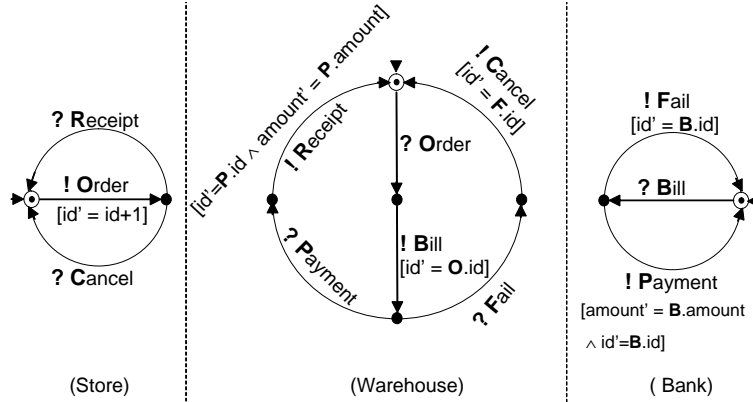 ? Receipt
! Order
[id' = id+1]
? Cancel
(Store)
[id'=P.id ∧ amount' = P.amount]
! Receipt
! Cancel
[id' = F.id]
? Order
! Bill
[id' = O.id]
? Payment
? Fail
(Warehouse)
! Fail
[id' = B.id]
? Bill
! Payment
[amount' = B.amount
∧ id'=B.id]
( Bank)